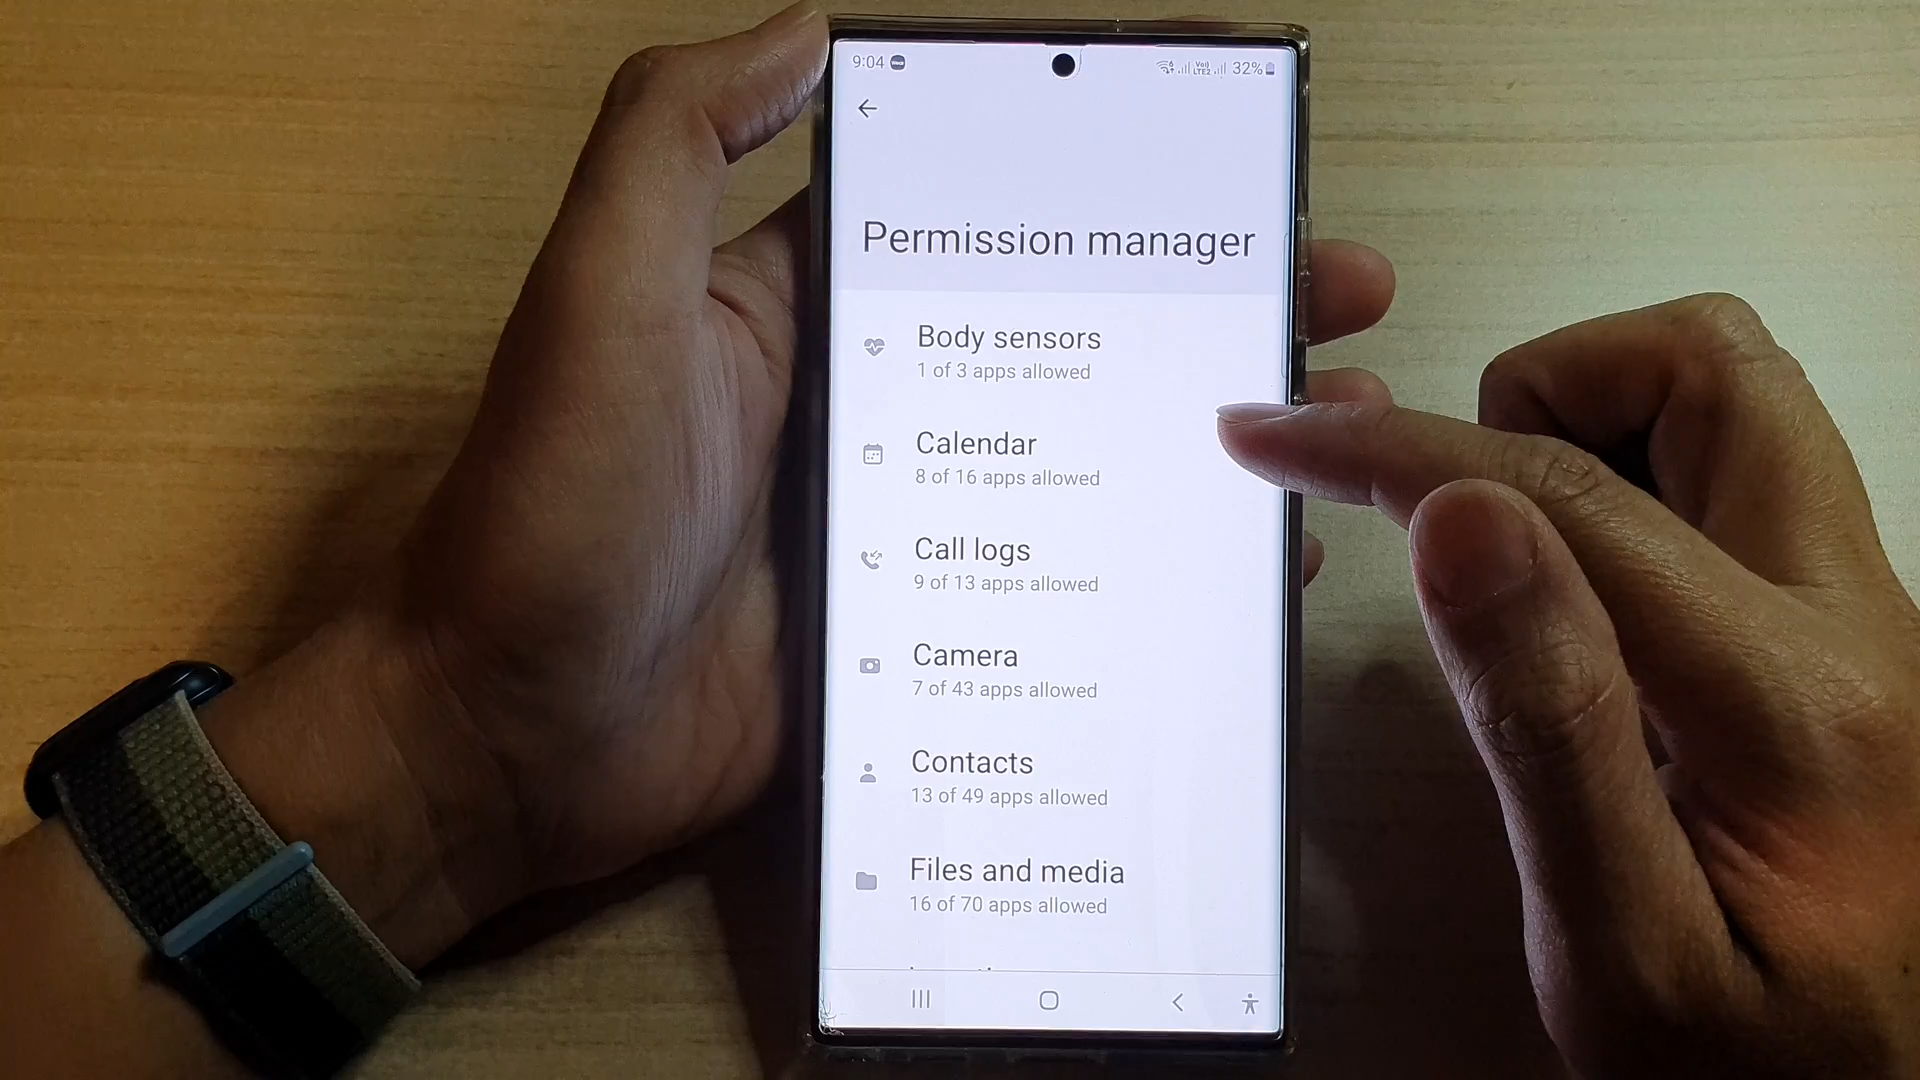 9:04
Vo) LTE2 32%
Permission manager
Body sensors
1 of 3 apps allowed
Calendar
8 of 16 apps allowed
Call logs
9 of 13 apps allowed
Camera
7 of 43 apps allowed
Contacts
13 of 49 apps allowed
Files and media
16 of 70 apps allowed